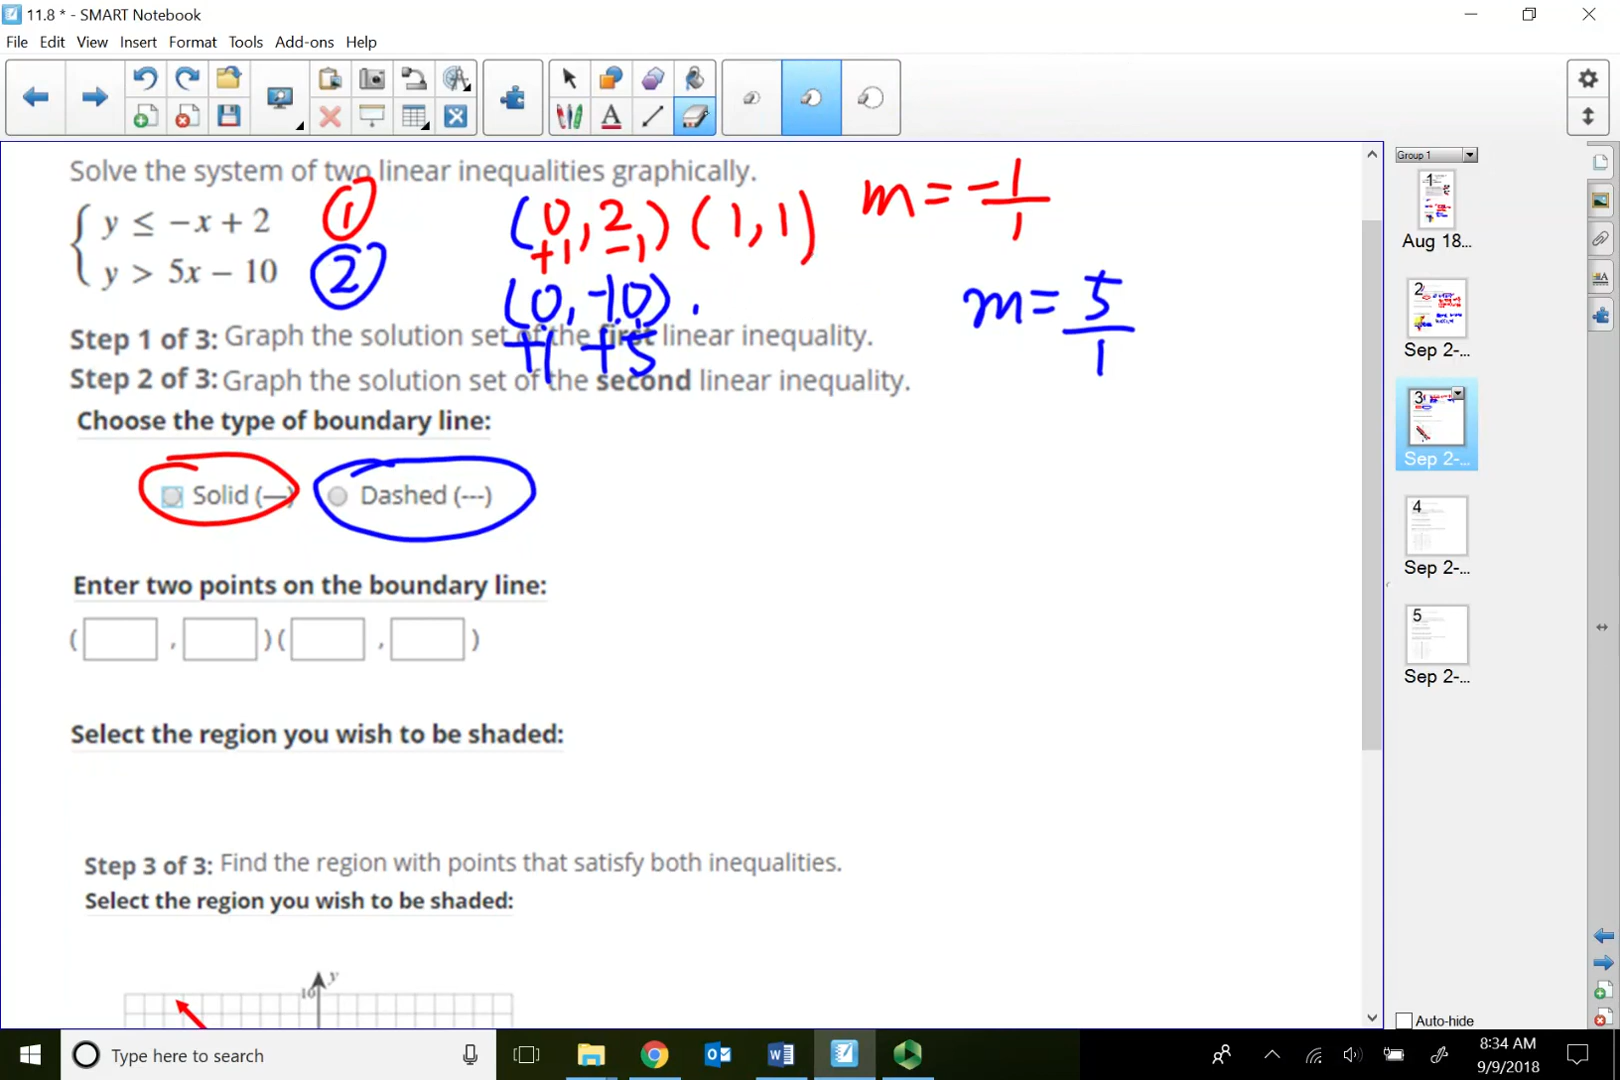 11.8 * - SMART Notebook
File Edit View Insert Format Tools Add-ons Help
Solve the system of two linear inequalities graphically.
y ≤ −x + 2
y > 5x − 10
1
2
(0, 2) (1, 1)
+1 −1
m = −1/1
(0, −10)
+1 +5
m = 5/1
Step 1 of 3: Graph the solution set of the first linear inequality.
Step 2 of 3: Graph the solution set of the second linear inequality.
Choose the type of boundary line:
Solid (—) Dashed (---)
Enter two points on the boundary line:
( , ) ( , )
Select the region you wish to be shaded:
Step 3 of 3: Find the region with points that satisfy both inequalities.
Select the region you wish to be shaded:
y
10
Group 1
1
Aug 18...
2
Sep 2-...
3
Sep 2-...
4
Sep 2-...
5
Sep 2-...
Auto-hide
Type here to search
8:34 AM
9/9/2018